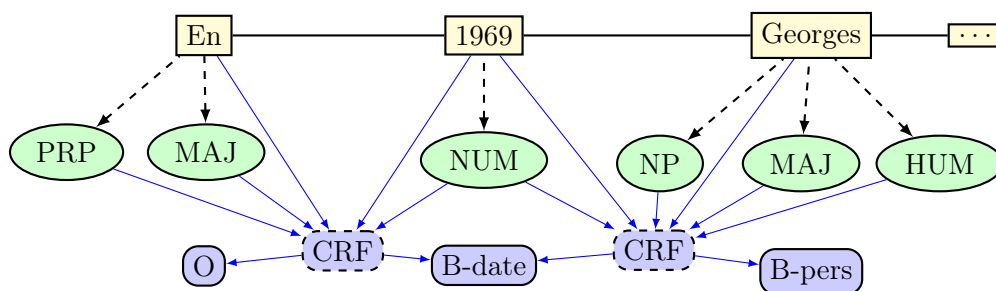 En 1969 Georges ...
PRP MAJ NUM NP MAJ HUM
CRF CRF
O B-date B-pers